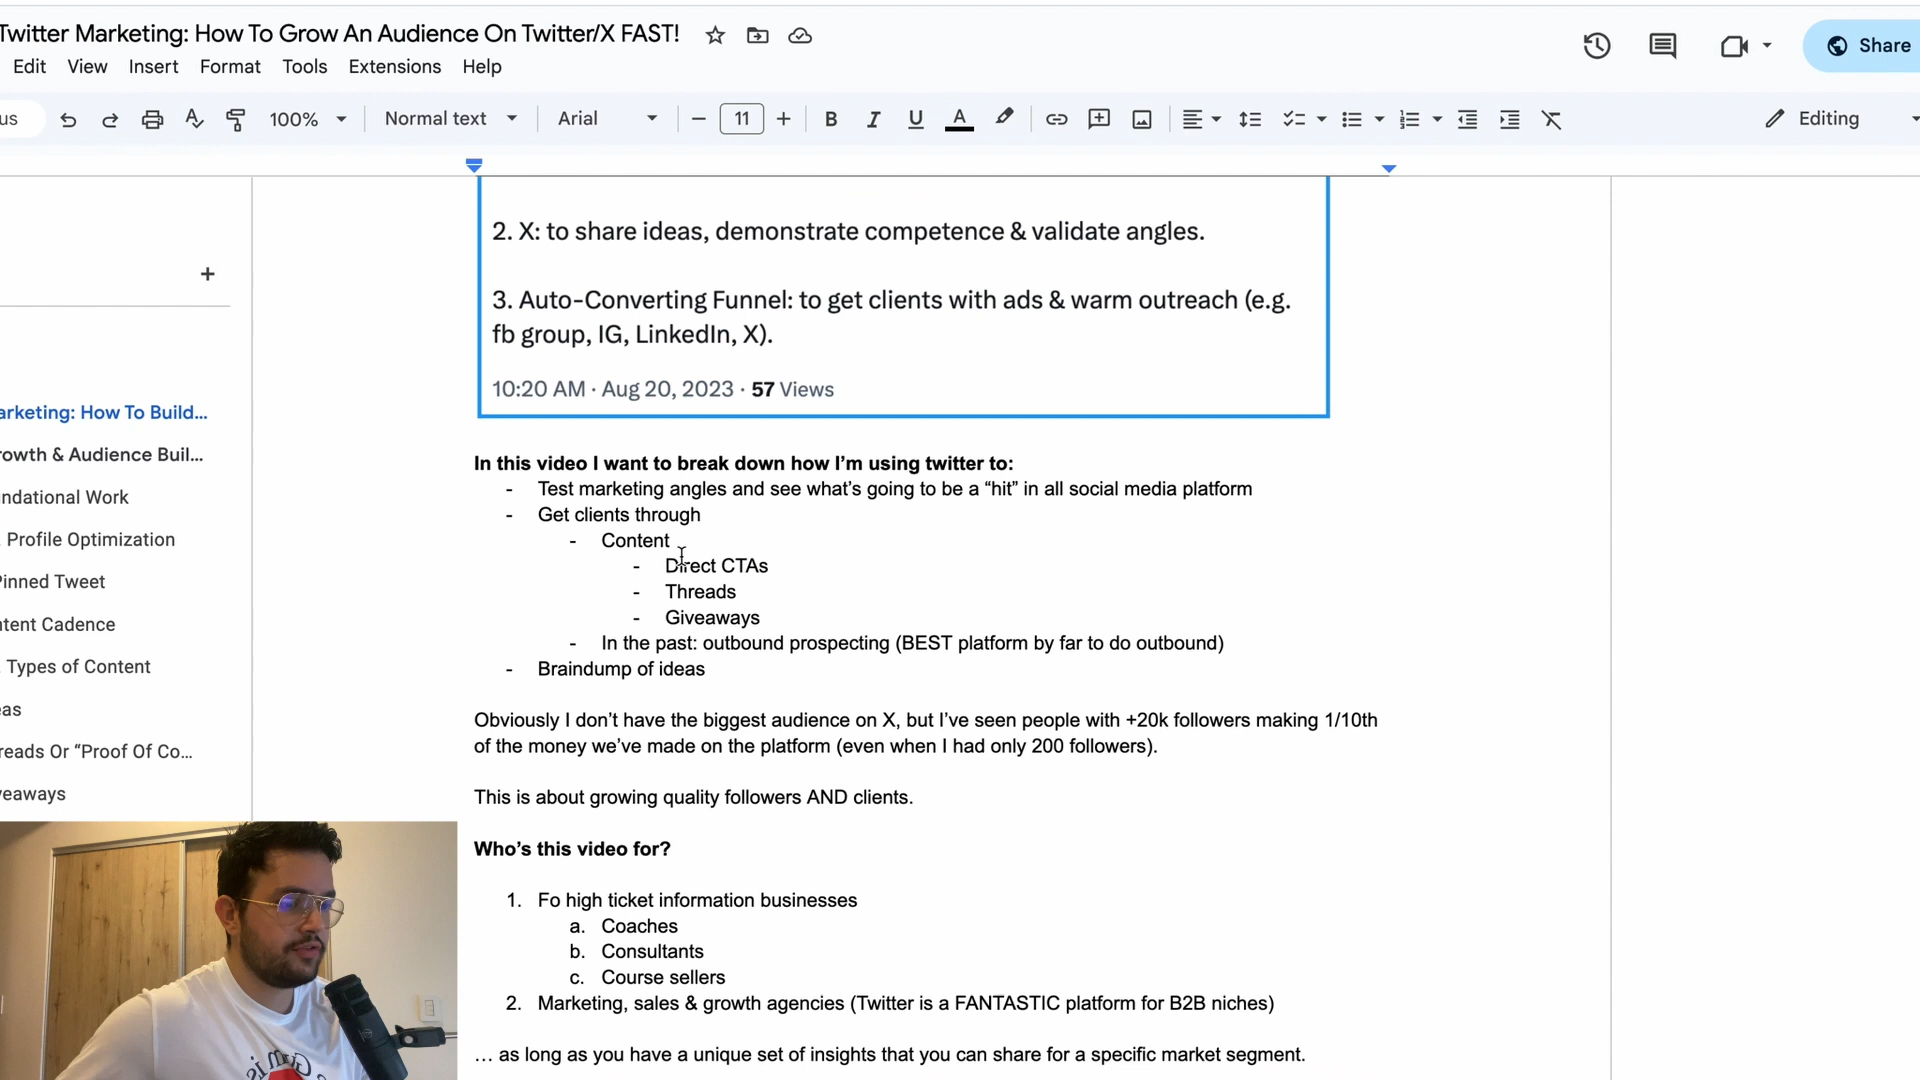 Twitter Marketing: How To Grow An Audience On Twitter/X FAST!
Edit View Insert Format Tools Extensions Help
Share
us 100% Normal text Arial 11 B I U A Editing
2. X: to share ideas, demonstrate competence & validate angles.
3. Auto-Converting Funnel: to get clients with ads & warm outreach (e.g.
fb group, IG, LinkedIn, X).
10:20 AM · Aug 20, 2023 · 57 Views
arketing: How To Build...
rowth & Audience Buil...
ndational Work
. Profile Optimization
Pinned Tweet
ntent Cadence
. Types of Content
eas
reads Or “Proof Of Co...
veaways
In this video I want to break down how I’m using twitter to:
- Test marketing angles and see what’s going to be a “hit” in all social media platform
- Get clients through
- Content
- Direct CTAs
- Threads
- Giveaways
- In the past: outbound prospecting (BEST platform by far to do outbound)
- Braindump of ideas
Obviously I don’t have the biggest audience on X, but I’ve seen people with +20k followers making 1/10th
of the money we’ve made on the platform (even when I had only 200 followers).
This is about growing quality followers AND clients.
Who’s this video for?
1. Fo high ticket information businesses
a. Coaches
b. Consultants
c. Course sellers
2. Marketing, sales & growth agencies (Twitter is a FANTASTIC platform for B2B niches)
… as long as you have a unique set of insights that you can share for a specific market segment.